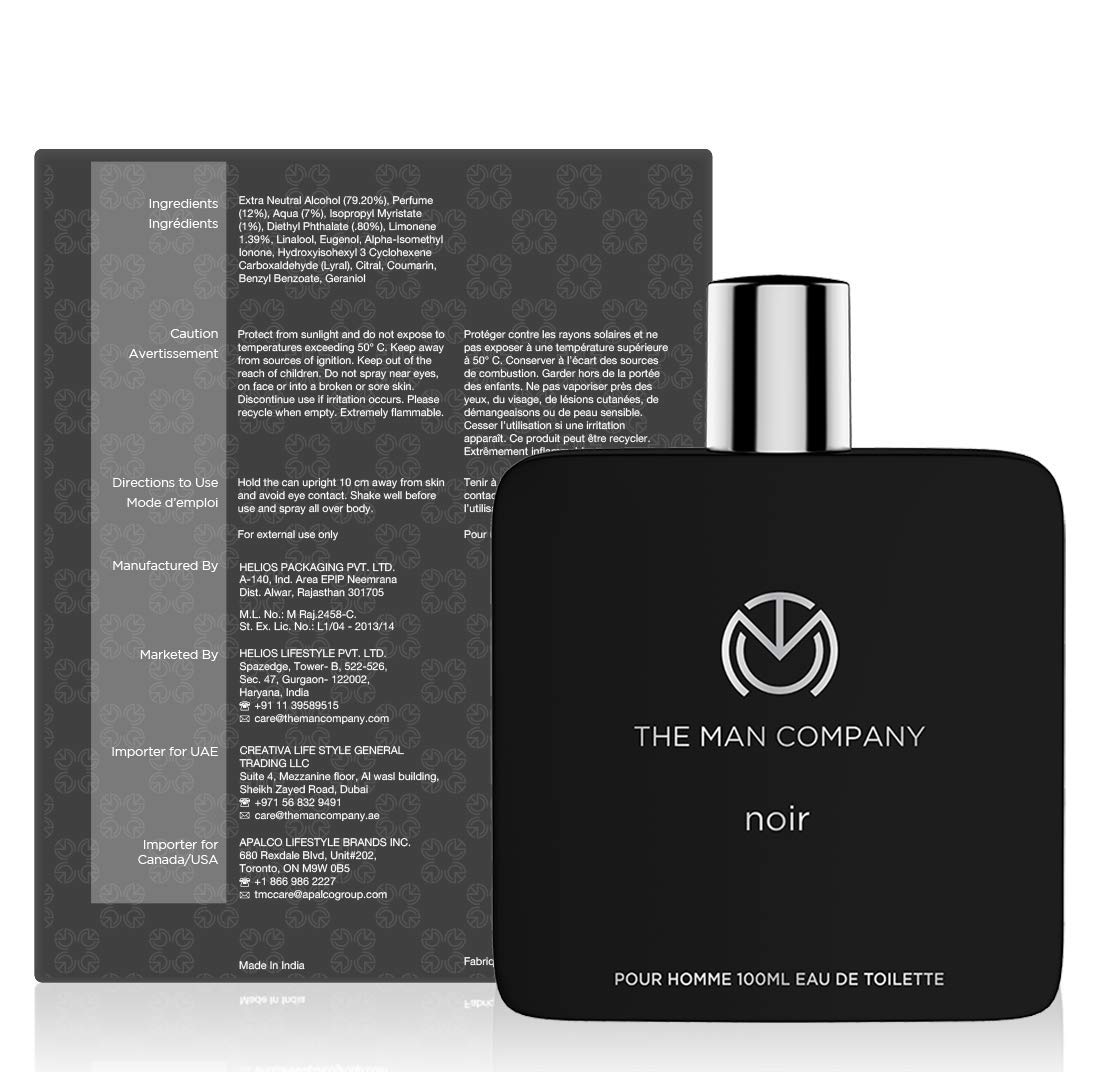 Ingredients
Ingrédients
Extra Neutral Alcohol (79.20%), Perfume
(12%), Aqua (7%), Isopropyl Myristate
(1%), Diethyl Phthalate (.80%), Limonene
1.39%, Linalool, Eugenol, Alpha-Isomethyl
Ionone, Hydroxyisohexyl 3 Cyclohexene
Carboxaldehyde (Lyral), Citral, Coumarin,
Benzyl Benzoate, Geraniol
Caution
Avertissement
Protect from sunlight and do not expose to
temperatures exceeding 50° C. Keep away
from sources of ignition. Keep out of the
reach of children. Do not spray near eyes,
on face or into a broken or sore skin.
Discontinue use if irritation occurs. Please
recycle when empty. Extremely flammable.
Protéger contre les rayons solaires et ne
pas exposer à une température supérieure
à 50° C. Conserver à l'écart des sources
de combustion. Garder hors de la portée
des enfants. Ne pas vaporiser près des
yeux, du visage, de lésions cutanées, de
démangeaisons ou de peau sensible.
Cesser l'utilisation si une irritation
apparaît. Ce produit peut être recycler.
Extrêmement
Directions to Use
Mode d'emploi
Hold the can upright 10 cm away from skin
and avoid eye contact. Shake well before
use and spray all over body.
For external use only
Tenir à
Pour
Manufactured By
HELIOS PACKAGING PVT. LTD.
A-140, Ind. Area EPIP Neemrana
Dist. Alwar, Rajasthan 301705
M.L. No.: M Raj.2458-C.
St. Ex. Lic. No.: L1/04 - 2013/14
Marketed By
HELIOS LIFESTYLE PVT. LTD.
Spazedge, Tower- B, 522-526,
Sec. 47, Gurgaon- 122002,
Haryana, India
☏ +91 11 39589515
✉ care@themancompany.com
Importer for UAE
CREATIVA LIFE STYLE GENERAL
TRADING LLC
Suite 4, Mezzanine floor, Al wasl building,
Sheikh Zayed Road, Dubai
☏ +971 56 832 9491
✉ care@themancompany.ae
Importer for
Canada/USA
APALCO LIFESTYLE BRANDS INC.
680 Rexdale Blvd, Unit#202,
Toronto, ON M9W 0B5
☏ +1 866 986 2227
✉ tmccare@apalcogroup.com
Made In India
THE MAN COMPANY
noir
POUR HOMME 100ML EAU DE TOILETTE